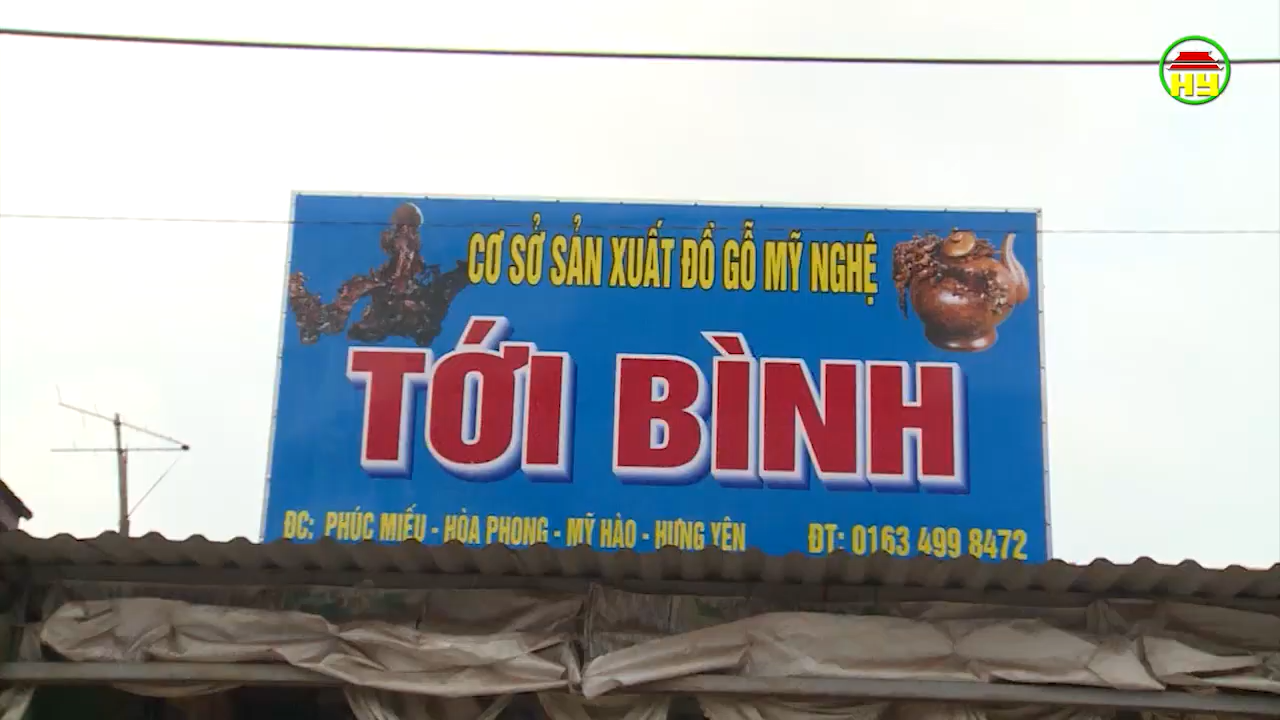 HY
CƠ SỞ SẢN XUẤT ĐỒ GỖ MỸ NGHỆ
TỚI BÌNH
ĐC: PHÚC MIẾU - HÒA PHONG - MỸ HÀO - HƯNG YÊN ĐT: 0163 499 8472